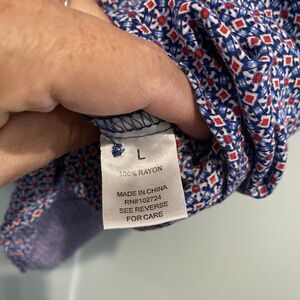 L
100% RAYON
MADE IN CHINA
RN#102724
SEE REVERSE
FOR CARE